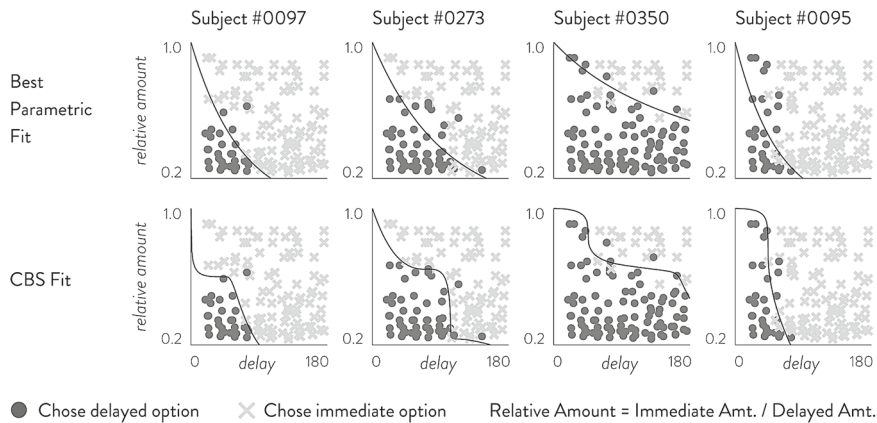 Subject #0097 Subject #0273 Subject #0350 Subject #0095
Best
Parametric
Fit
relative amount
1.0 1.0 1.0 1.0
0.2 0.2 0.2 0.2
CBS Fit
relative amount
1.0 1.0 1.0 1.0
0.2 0.2 0.2 0.2
0 delay 180 0 delay 180 0 delay 180 0 delay 180
Chose delayed option Chose immediate option Relative Amount = Immediate Amt. / Delayed Amt.